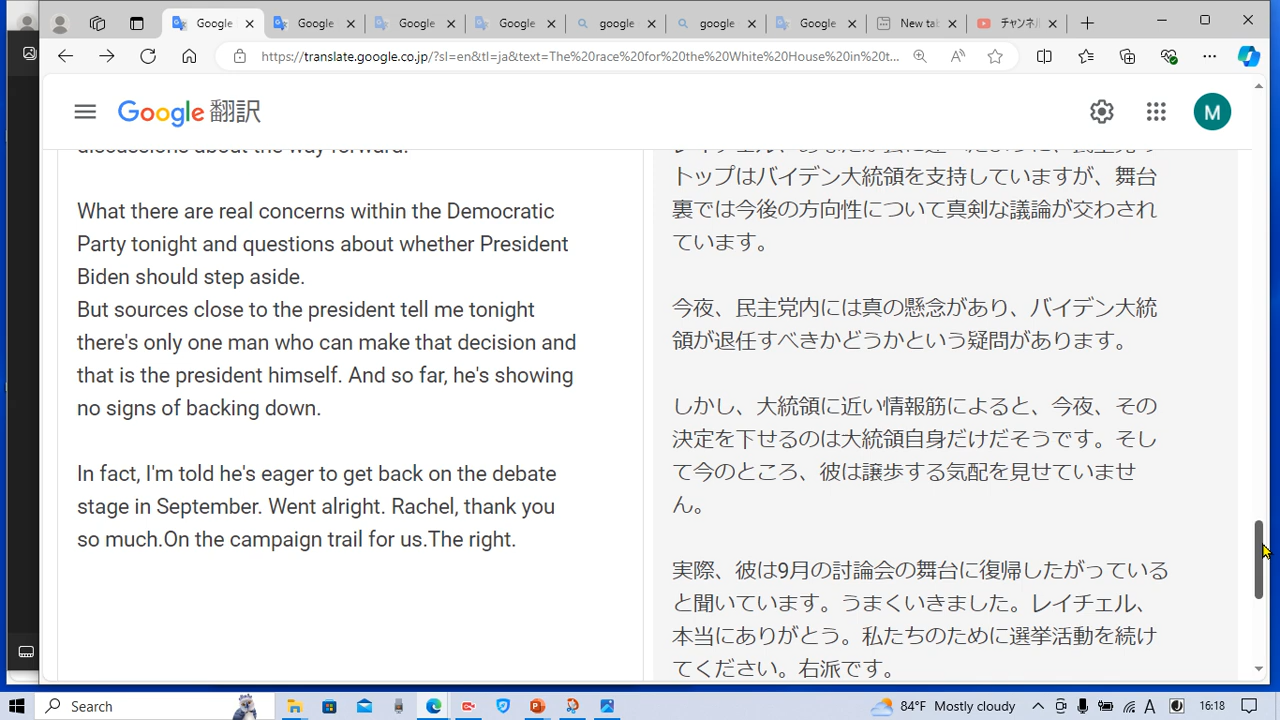 Google
Google
Google
Google
google
google
Google
New tab
チャンネル
https://translate.google.co.jp/?sl=en&tl=ja&text=The%20race%20for%20the%20White%20House%20in%20t...
Google 翻訳
M
discussions about the way forward.
What there are real concerns within the Democratic
Party tonight and questions about whether President
Biden should step aside.
But sources close to the president tell me tonight
there's only one man who can make that decision and
that is the president himself. And so far, he's showing
no signs of backing down.
In fact, I'm told he's eager to get back on the debate
stage in September. Went alright. Rachel, thank you
so much.On the campaign trail for us.The right.
トップはバイデン大統領を支持していますが、舞台
裏では今後の方向性について真剣な議論が交わされ
ています。
今夜、民主党内には真の懸念があり、バイデン大統
領が退任すべきかどうかという疑問があります。
しかし、大統領に近い情報筋によると、今夜、その
決定を下せるのは大統領自身だけだそうです。そし
て今のところ、彼は譲歩する気配を見せていませ
ん。
実際、彼は9月の討論会の舞台に復帰したがっている
と聞いています。うまくいきました。レイチェル、
本当にありがとう。私たちのために選挙活動を続け
てください。右派です。
Search
84°F Mostly cloudy
A
16:18